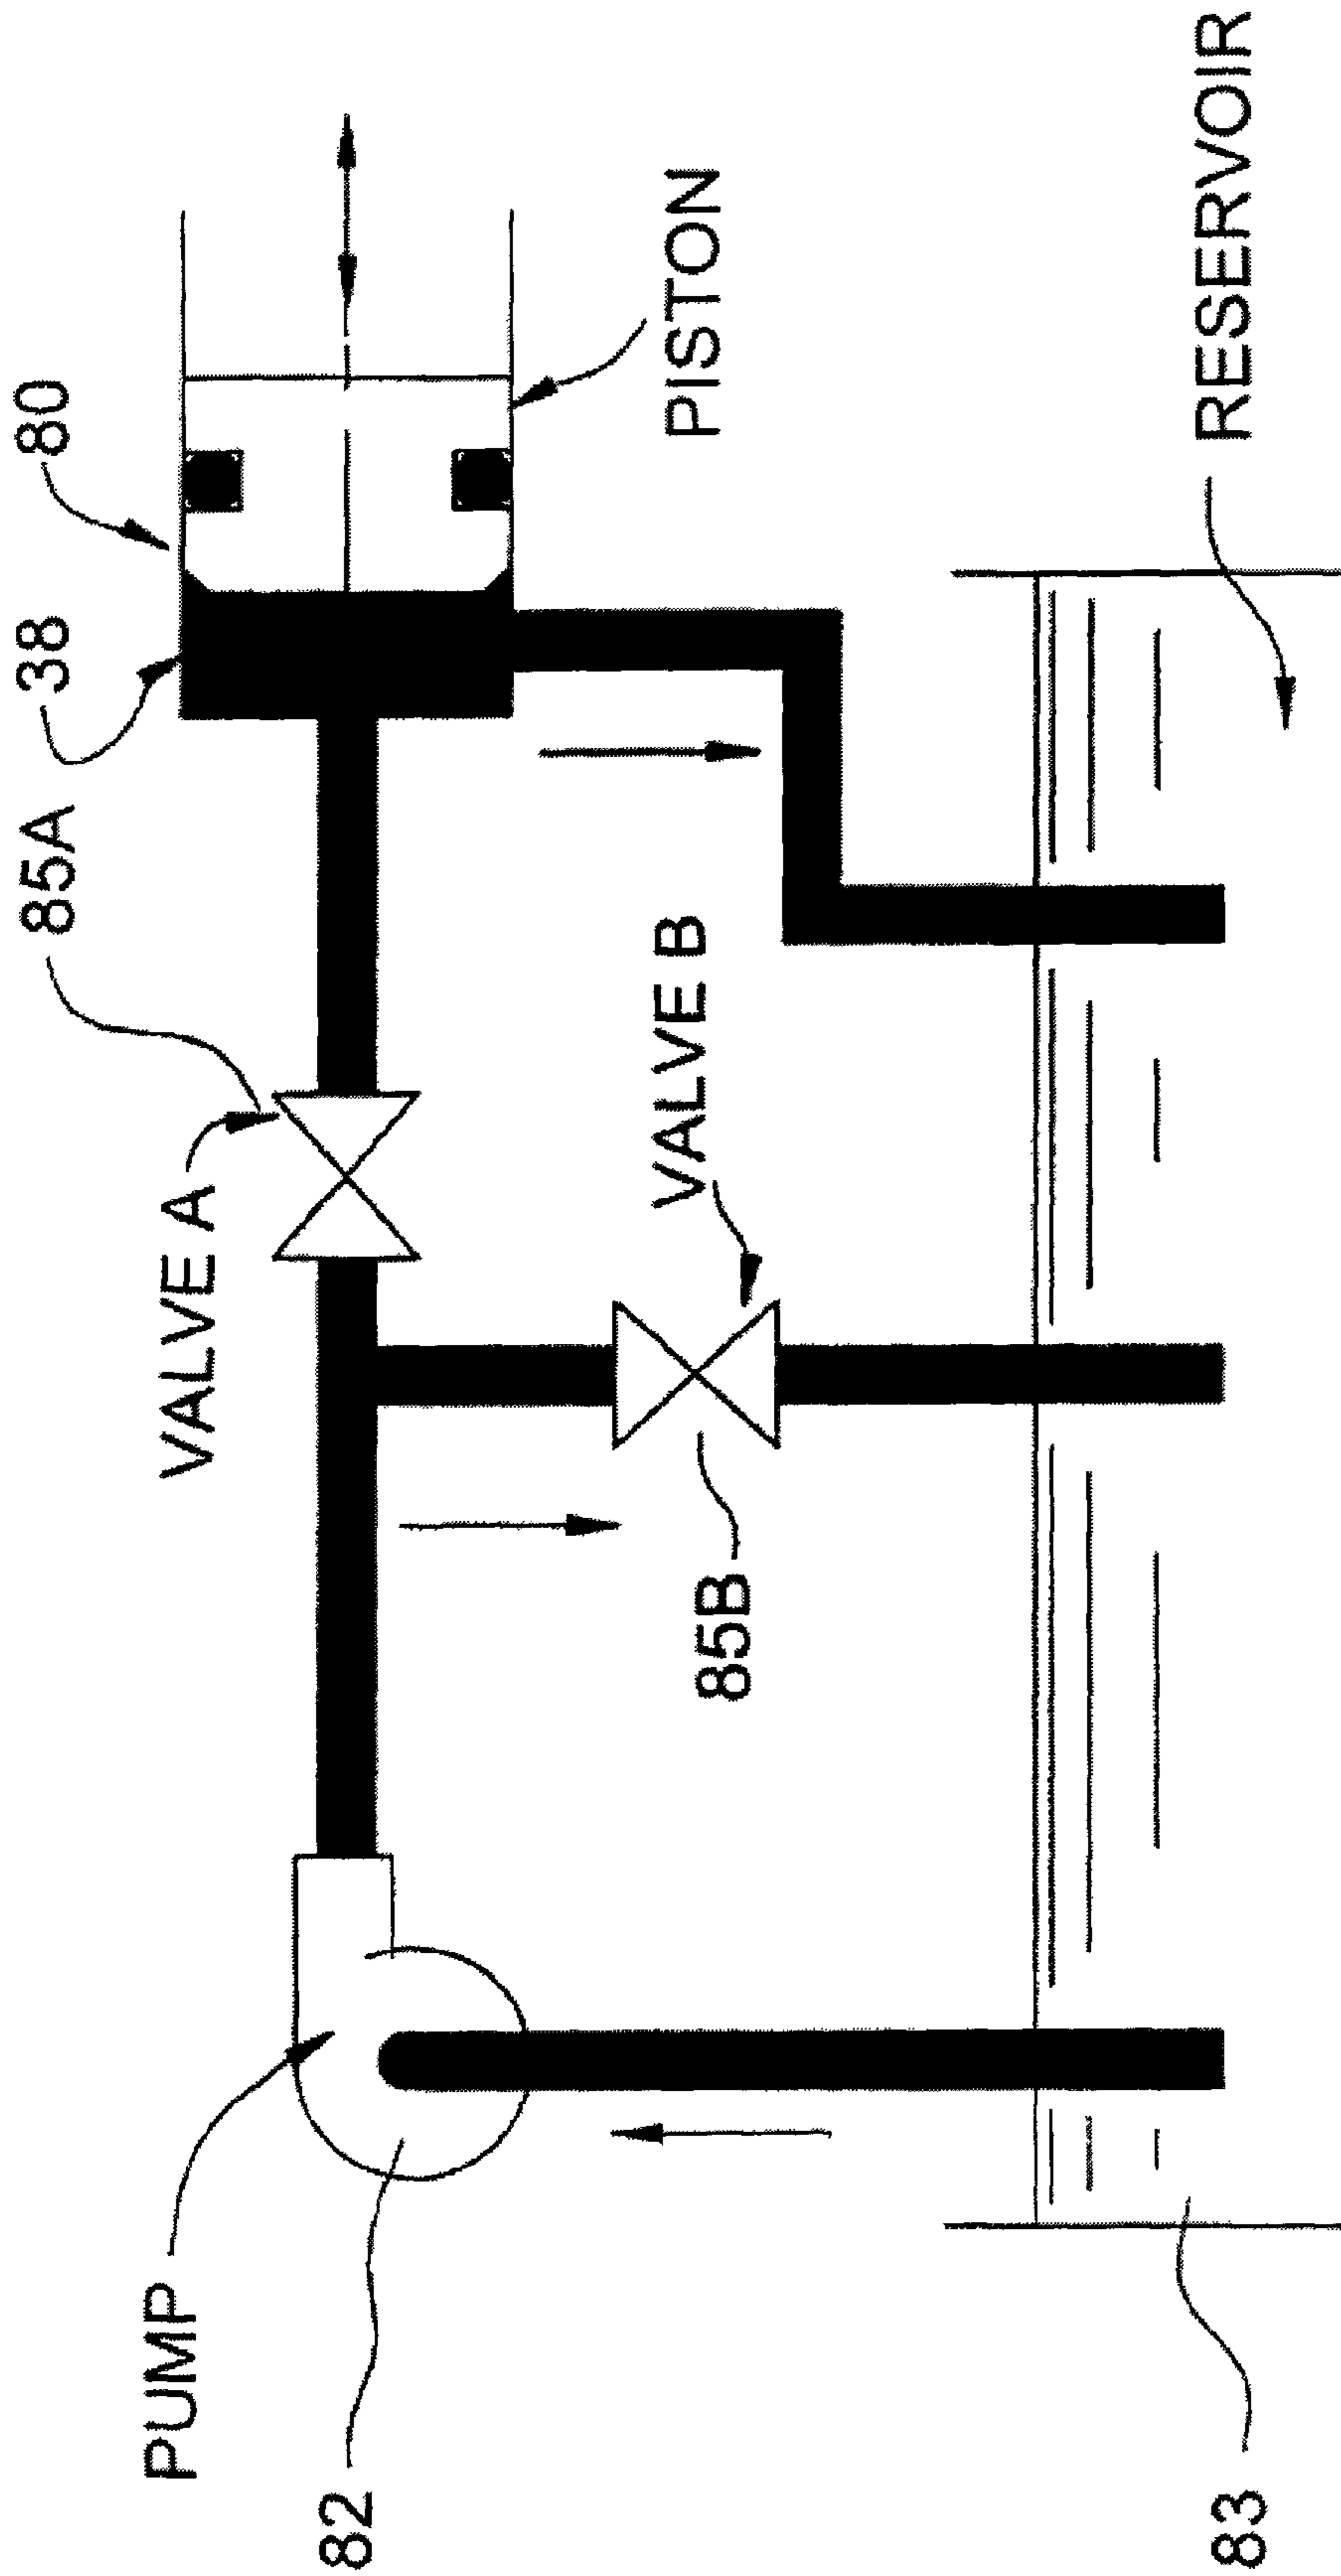 80
38
85A
VALVE A
PISTON
VALVE B
85B
PUMP
82
RESERVOIR
83